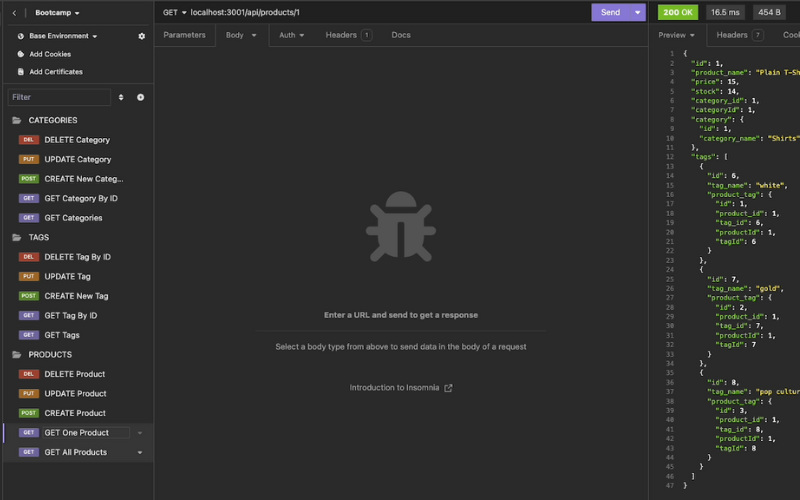 Bootcamp
Base Environment
Add Cookies
Add Certificates
Filter
CATEGORIES
DEL DELETE Category
PUT UPDATE Category
POST CREATE New Categ...
GET GET Category By ID
GET GET Categories
TAGS
DEL DELETE Tag By ID
PUT UPDATE Tag
POST CREATE New Tag
GET GET Tag By ID
GET GET Tags
PRODUCTS
DEL DELETE Product
PUT UPDATE Product
POST CREATE Product
GET GET One Product
GET GET All Products
GET localhost:3001/api/products/1 Send
Parameters Body Auth Headers 1 Docs
Enter a URL and send to get a response
Select a body type from above to send data in the body of a request
Introduction to Insomnia
200 OK 16.5 ms 454 B
Preview Headers 7 Cook
1 {
2 "id": 1,
3 "product_name": "Plain T-Sh
4 "price": 15,
5 "stock": 14,
6 "category_id": 1,
7 "categoryId": 1,
8 "category": {
9 "id": 1,
10 "category_name": "Shirts"
11 },
12 "tags": [
13 {
14 "id": 6,
15 "tag_name": "white",
16 "product_tag": {
17 "id": 1,
18 "product_id": 1,
19 "tag_id": 6,
20 "productId": 1,
21 "tagId": 6
22 }
23 },
24 {
25 "id": 7,
26 "tag_name": "gold",
27 "product_tag": {
28 "id": 2,
29 "product_id": 1,
30 "tag_id": 7,
31 "productId": 1,
32 "tagId": 7
33 }
34 },
35 {
36 "id": 8,
37 "tag_name": "pop cultur
38 "product_tag": {
39 "id": 3,
40 "product_id": 1,
41 "tag_id": 8,
42 "productId": 1,
43 "tagId": 8
44 }
45 }
46 ]
47 }